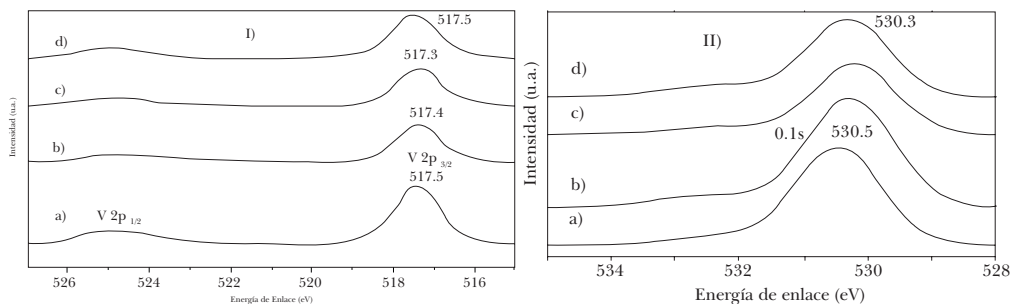 I)
517.5
d)
517.3
c)
517.4
b)
V 2p 3/2
517.5
a)
V 2p 1/2
526 524 522 520 518 516
Energía de Enlace (eV)
Intensidad (u.a.)
II)
530.3
d)
c)
0.1s
530.5
b)
a)
534 532 530 528
Energía de enlace (eV)
Intensidad (u.a.)